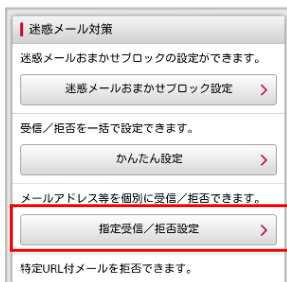 迷惑メール対策
迷惑メールおまかせブロックの設定ができます。
迷惑メールおまかせブロック設定
受信／拒否を一括で設定できます。
かんたん設定
メールアドレス等を個別に受信／拒否できます。
指定受信／拒否設定
特定URL付メールを拒否できます。